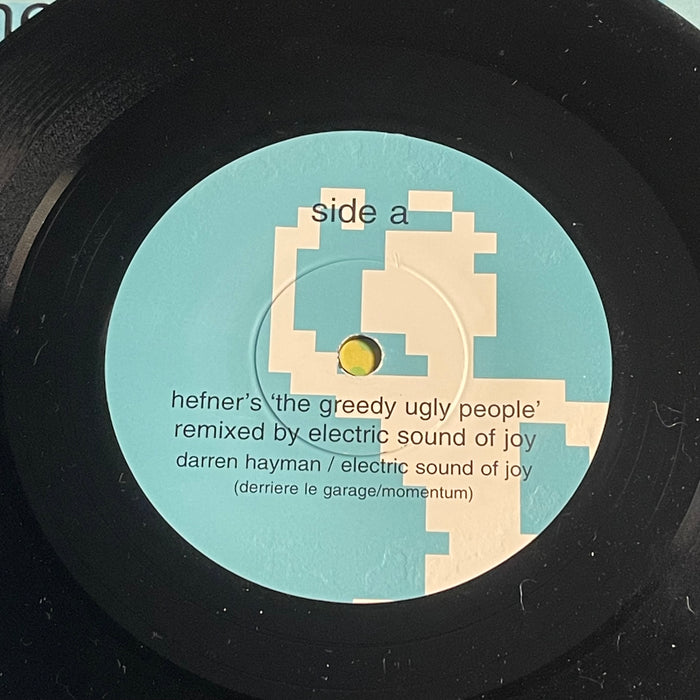 side a
hefner's 'the greedy ugly people'
remixed by electric sound of joy
darren hayman / electric sound of joy
(derriere le garage/momentum)